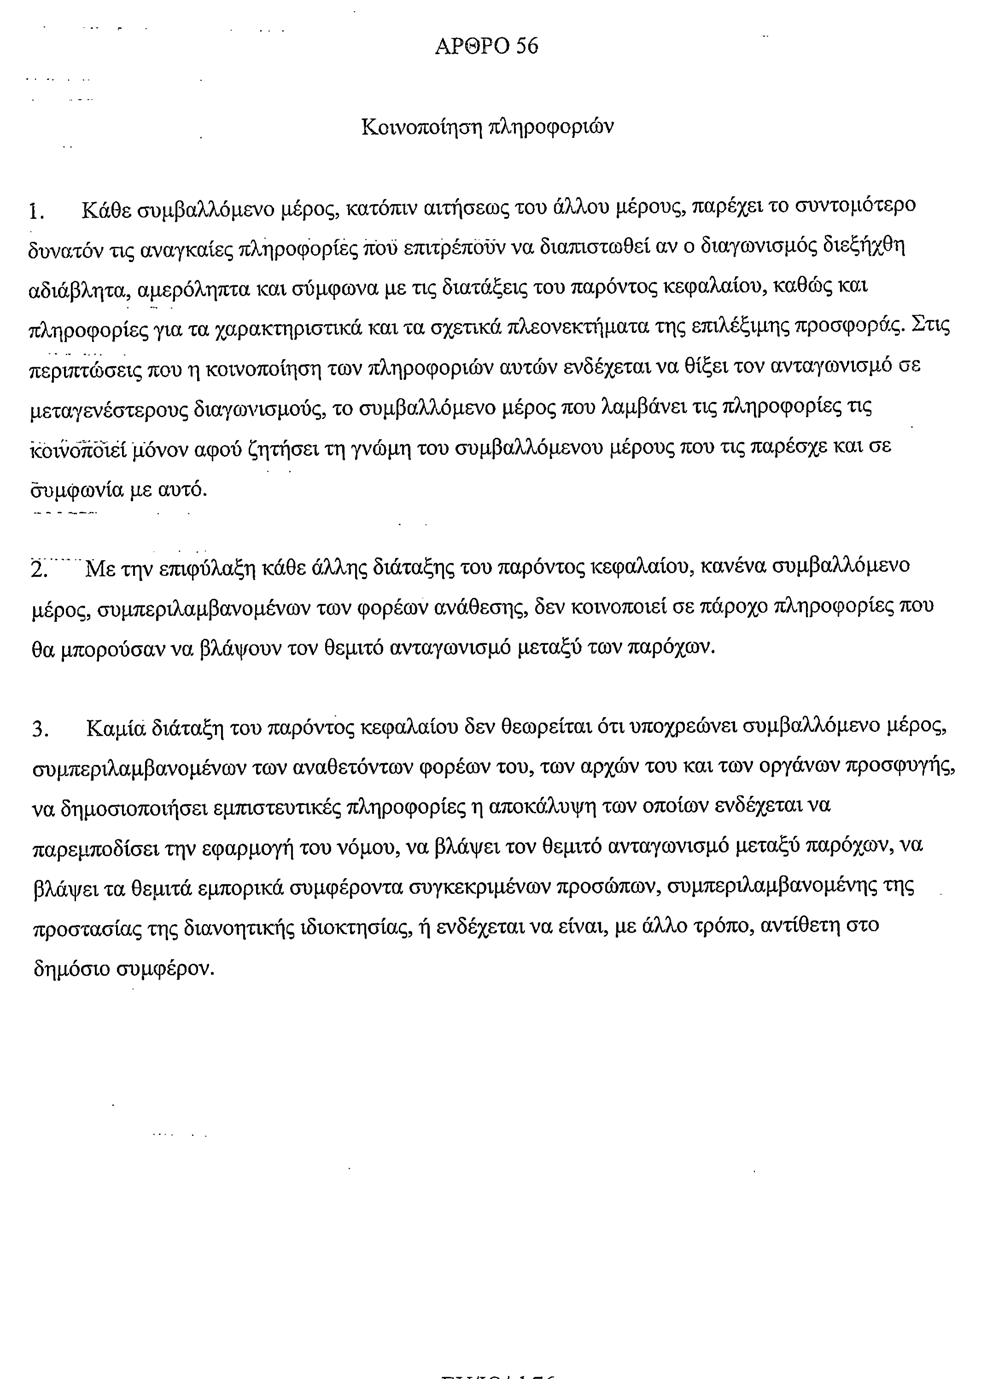 ΑΡΘΡΟ 56
Κοινοποίηση πληροφοριών
1. Κάθε συμβαλλόμενο μέρος, κατόπιν αιτήσεως του άλλου μέρους, παρέχει το συντομότερο
δυνατόν τις αναγκαίες πληροφορίες που επιτρέπουν να διαπιστωθεί αν ο διαγωνισμός διεξήχθη
αδιάβλητα, αμερόληπτα και σύμφωνα με τις διατάξεις του παρόντος κεφαλαίου, καθώς και
πληροφορίες για τα χαρακτηριστικά και τα σχετικά πλεονεκτήματα της επιλέξιμης προσφοράς. Στις
περιπτώσεις που η κοινοποίηση των πληροφοριών αυτών ενδέχεται να θίξει τον ανταγωνισμό σε
μεταγενέστερους διαγωνισμούς, το συμβαλλόμενο μέρος που λαμβάνει τις πληροφορίες τις
κοινοποιεί μόνον αφού ζητήσει τη γνώμη του συμβαλλόμενου μέρους που τις παρέσχε και σε
συμφωνία με αυτό.
2. Με την επιφύλαξη κάθε άλλης διάταξης του παρόντος κεφαλαίου, κανένα συμβαλλόμενο
μέρος, συμπεριλαμβανομένων των φορέων ανάθεσης, δεν κοινοποιεί σε πάροχο πληροφορίες που
θα μπορούσαν να βλάψουν τον θεμιτό ανταγωνισμό μεταξύ των παρόχων.
3. Καμία διάταξη του παρόντος κεφαλαίου δεν θεωρείται ότι υποχρεώνει συμβαλλόμενο μέρος,
συμπεριλαμβανομένων των αναθετόντων φορέων του, των αρχών του και των οργάνων προσφυγής,
να δημοσιοποιήσει εμπιστευτικές πληροφορίες η αποκάλυψη των οποίων ενδέχεται να
παρεμποδίσει την εφαρμογή του νόμου, να βλάψει τον θεμιτό ανταγωνισμό μεταξύ παρόχων, να
βλάψει τα θεμιτά εμπορικά συμφέροντα συγκεκριμένων προσώπων, συμπεριλαμβανομένης της
προστασίας της διανοητικής ιδιοκτησίας, ή ενδέχεται να είναι, με άλλο τρόπο, αντίθετη στο
δημόσιο συμφέρον.